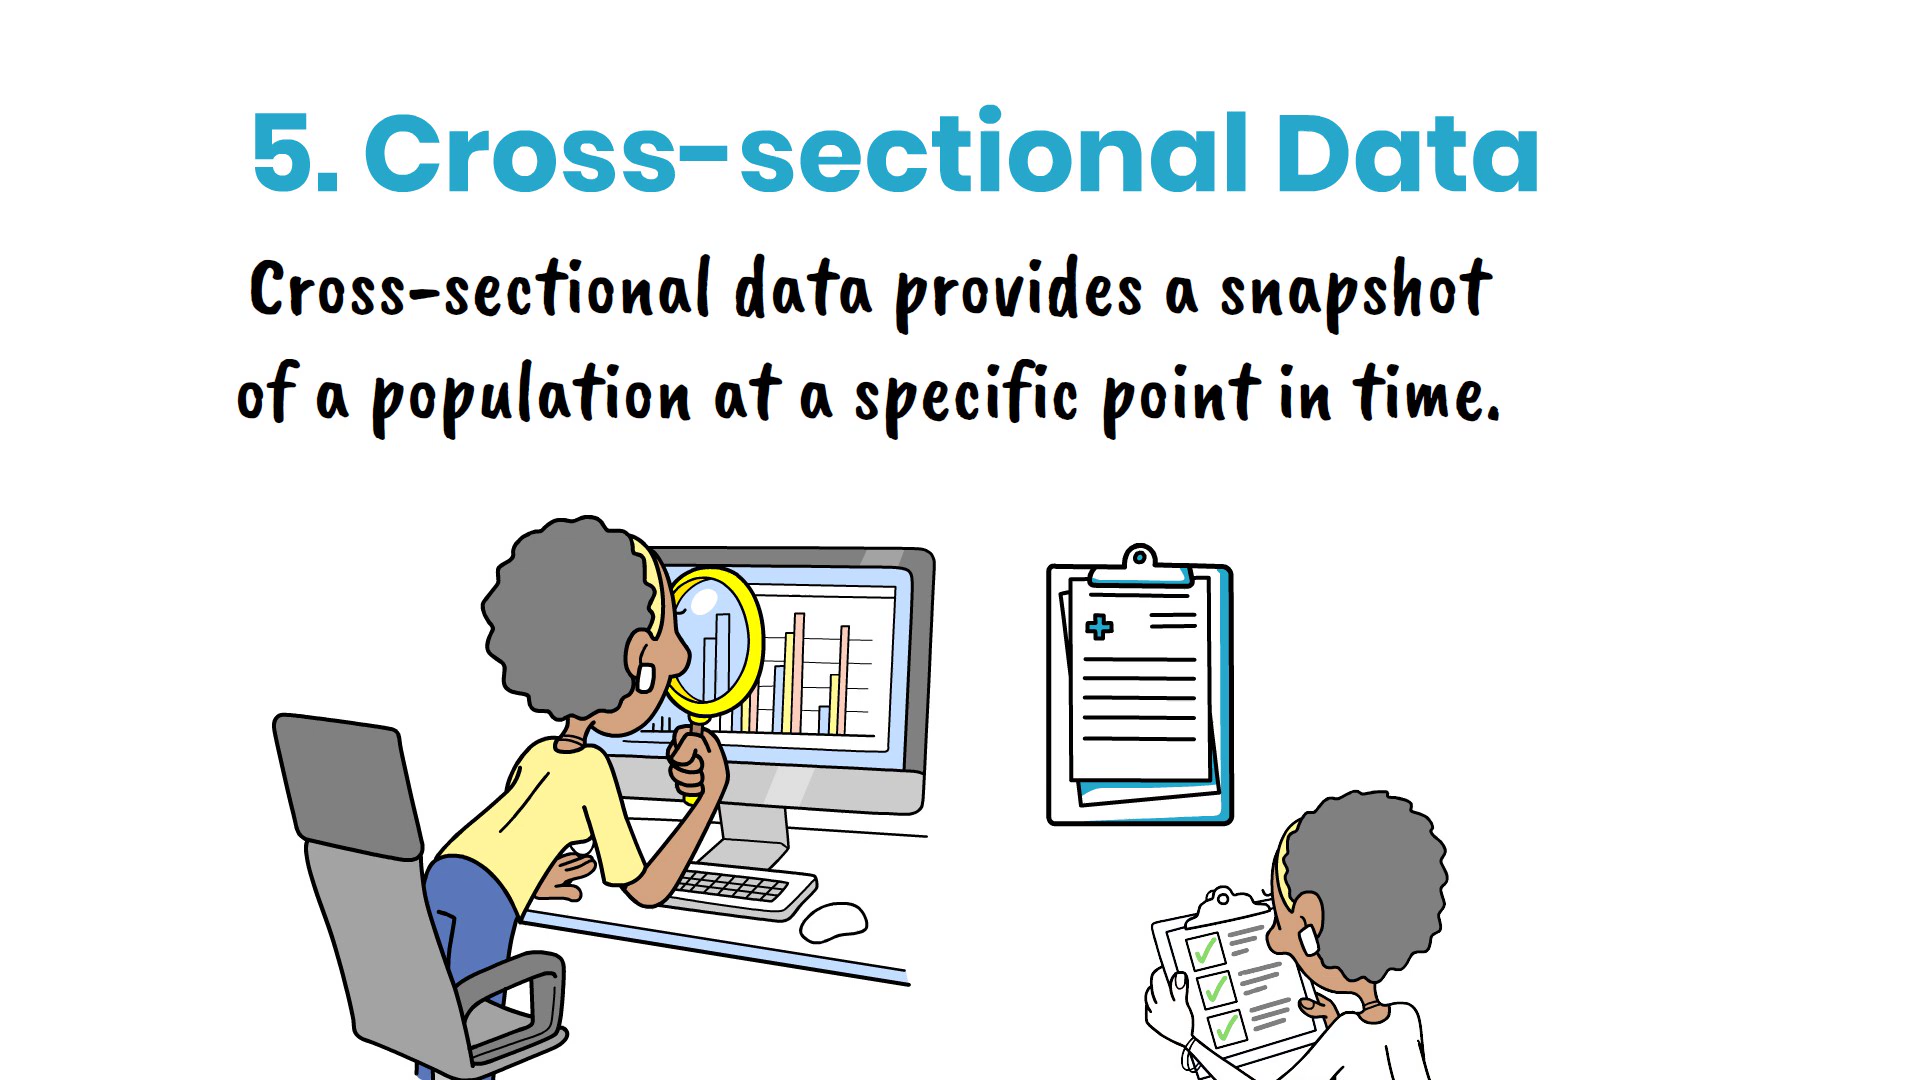 5. Cross-sectional Data
Cross-sectional data provides a snapshot
of a population at a specific point in time.